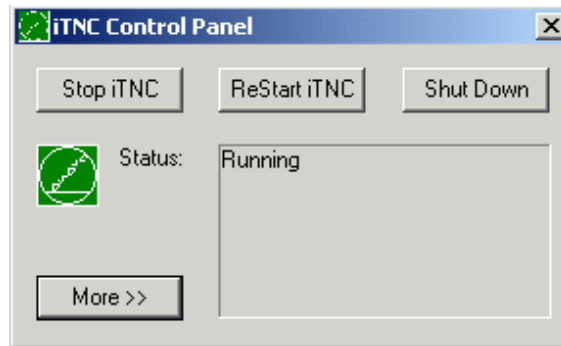 iTNC Control Panel
Stop iTNC
ReStart iTNC
Shut Down
Status:
Running
More >>